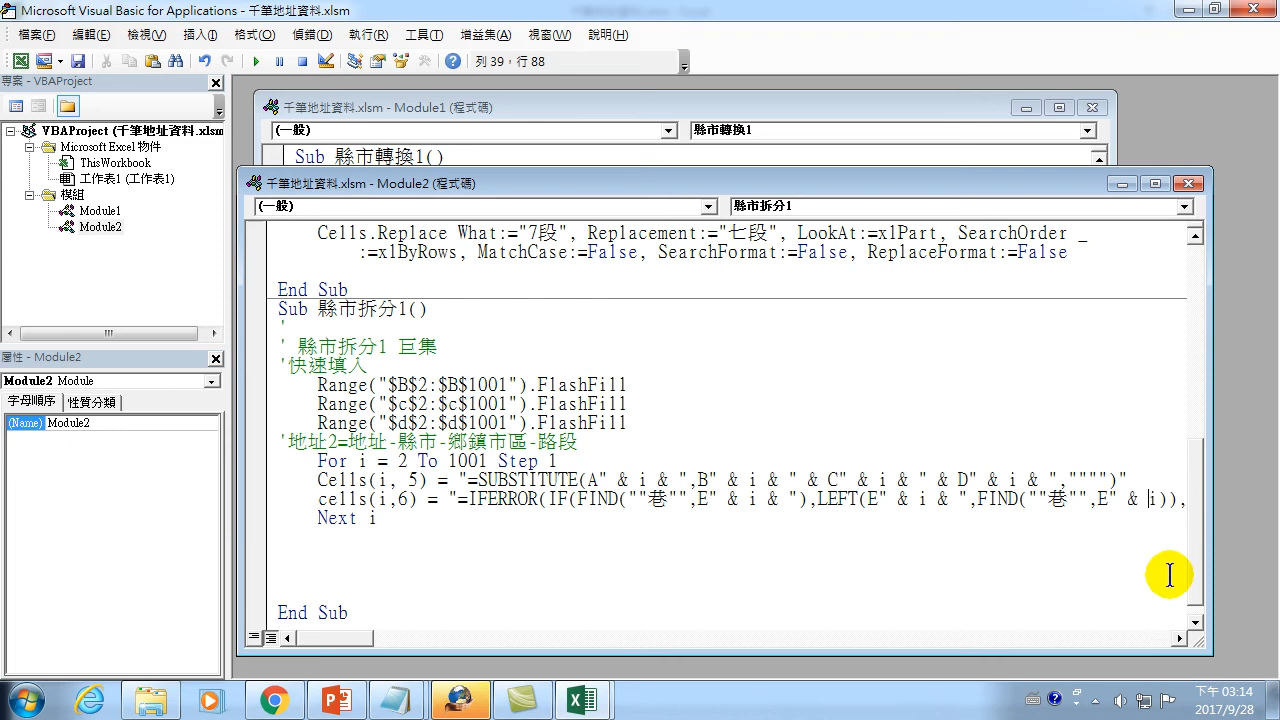 Microsoft Visual Basic for Applications - 千筆地址資料.xlsm
檔案(F) 編輯(E) 檢視(V) 插入(I) 格式(O) 偵錯(D) 執行(R) 工具(T) 增益集(A) 視窗(W) 說明(H)
列 39，行 88
專案 - VBAProject
VBAProject (千筆地址資料.xlsm
Microsoft Excel 物件
ThisWorkbook
工作表1 (工作表1)
模組
Module1
Module2
屬性 - Module2
Module2 Module
字母順序 性質分類
(Name) Module2
千筆地址資料.xlsm - Module1 (程式碼)
(一般) 縣市轉換1
Sub 縣市轉換1()
千筆地址資料.xlsm - Module2 (程式碼)
(一般) 縣市拆分1
Cells.Replace What:="7段", Replacement:="七段", LookAt:=xlPart, SearchOrder _
:=xlByRows, MatchCase:=False, SearchFormat:=False, ReplaceFormat:=False
End Sub
Sub 縣市拆分1()
'
' 縣市拆分1 巨集
'快速填入
Range("$B$2:$B$1001").FlashFill
Range("$c$2:$c$1001").FlashFill
Range("$d$2:$d$1001").FlashFill
'地址2=地址-縣市-鄉鎮市區-路段
For i = 2 To 1001 Step 1
Cells(i, 5) = "=SUBSTITUTE(A" & i & ",B" & i & " & C" & i & " & D" & i & ","""")"
cells(i,6) = "=IFERROR(IF(FIND(""巷"",E" & i & "),LEFT(E" & i & ",FIND(""巷"",E" & i)),
Next i
End Sub
下午 03:14
2017/9/28